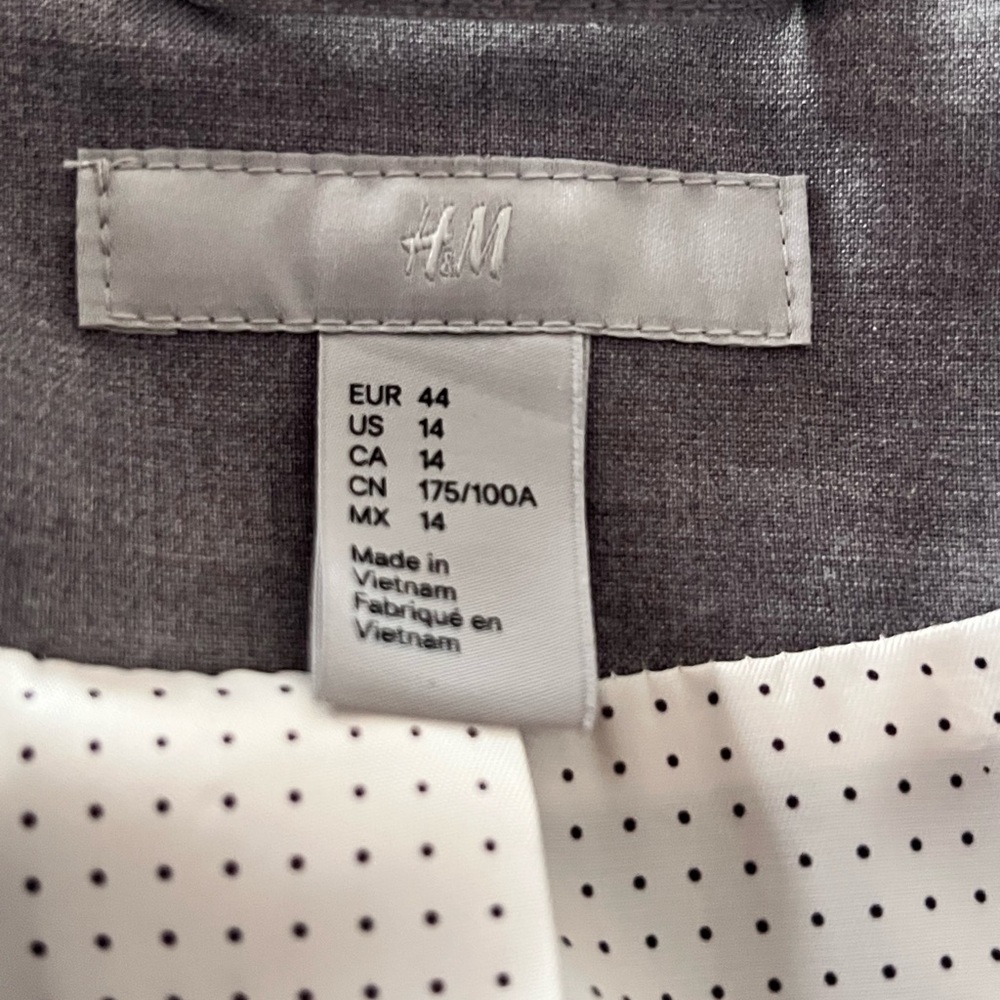 H&M
EUR 44
US 14
CA 14
CN 175/100A
MX 14
Made in
Vietnam
Fabriqué en
Vietnam